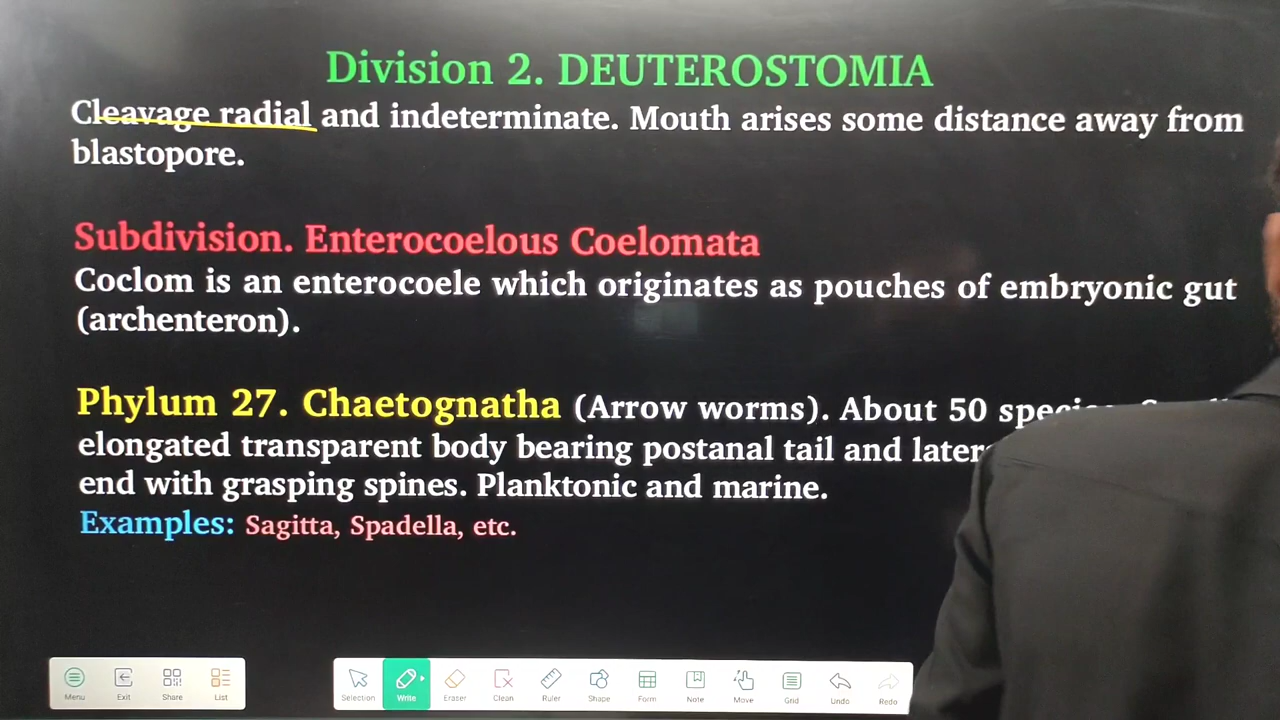 Division 2. DEUTEROSTOMIA
Cleavage radial and indeterminate. Mouth arises some distance away from
blastopore.
Subdivision. Enterocoelous Coelomata
Coclom is an enterocoele which originates as pouches of embryonic gut
(archenteron).
Phylum 27. Chaetognatha (Arrow worms). About 50
elongated transparent body bearing postanal tail and
end with grasping spines. Planktonic and marine.
Examples: Sagitta, Spadella, etc.
Menu Exit Share List Selection Write Eraser Clean Ruler Shape Form Note Move Grid Undo Redo